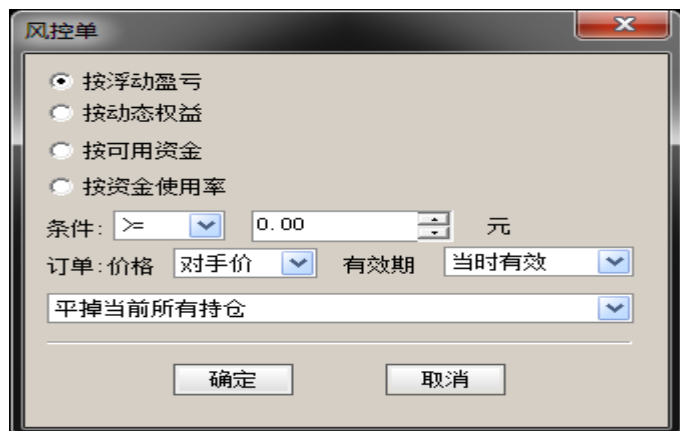 风控单
按浮动盈亏
按动态权益
按可用资金
按资金使用率
条件: >= 0.00 元
订单:价格 对手价 有效期 当时有效
平掉当前所有持仓
确定 取消